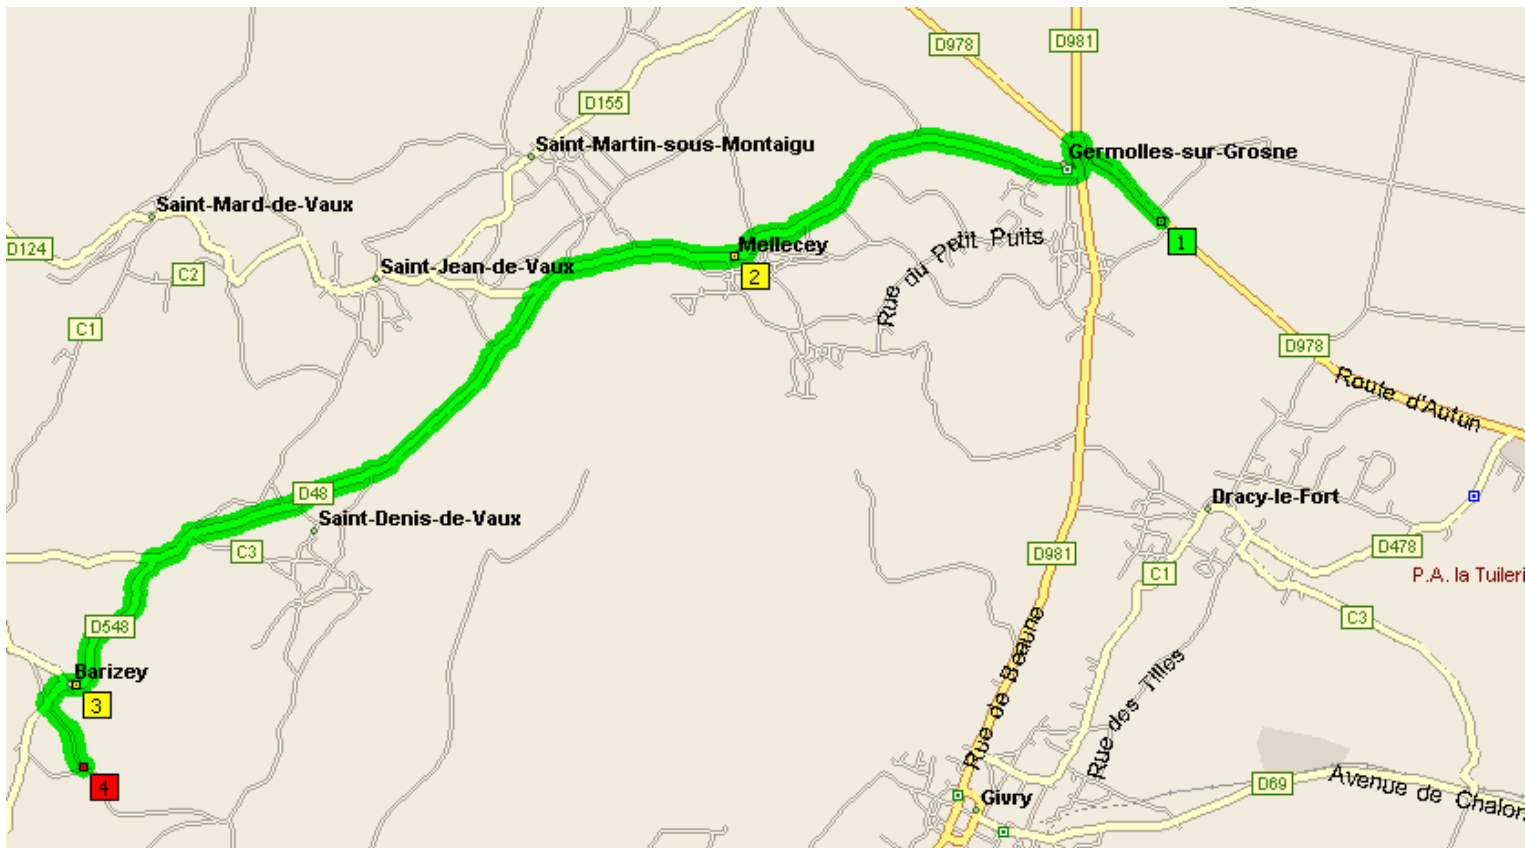 D978
D981
D155
Saint-Martin-sous-Montaigu
Germolles-sur-Grosne
Saint-Mard-de-Vaux
D124
C2
Saint-Jean-de-Vaux
Mellecey
1
2
Rue du Petit Puits
C1
D978
Route d'Autun
D48
Saint-Denis-de-Vaux
C3
Dracy-le-Fort
D981
D478
C1
P.A. la Tuileri
C3
D548
Barizey
3
4
Rue de Beaune
Rue des Tilles
Givry
D69
Avenue de Chalon